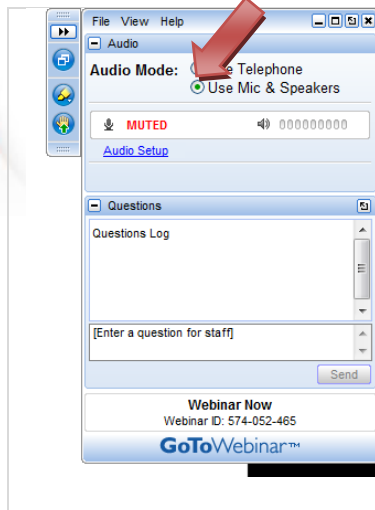 File View Help
Audio
Audio Mode:
Telephone
Use Mic & Speakers
MUTED
000000000
Audio Setup
Questions
Questions Log
[Enter a question for staff]
Send
Webinar Now
Webinar ID: 574-052-465
GoToWebinar™